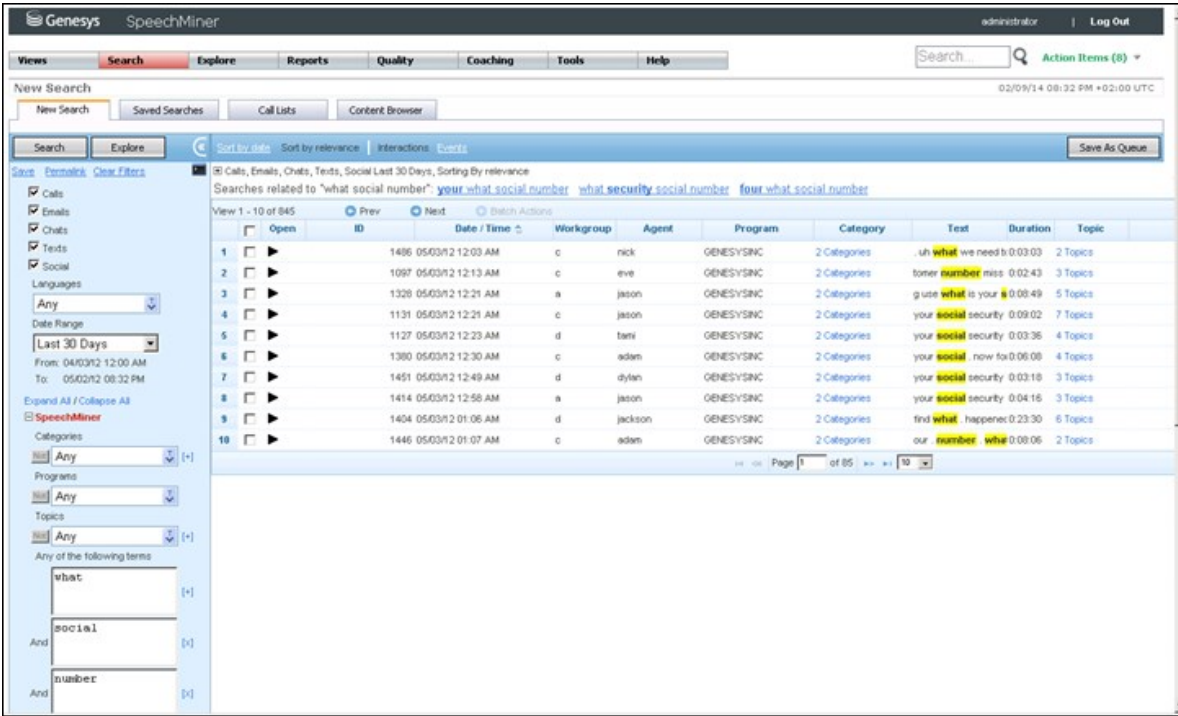 Genesys SpeechMiner administrator | Log Out
Views Search Explore Reports Quality Coaching Tools Help Search... Action Items (8)
New Search 02/09/14 08:32 PM +02:00 UTC
New Search Saved Searches Call Lists Content Browser
Search Explore Sort by date Sort by relevance Interactions Events Save As Queue
Save Permalink Clear Filters
Calls, Emails, Chats, Texts, Social Last 30 Days, Sorting By relevance
Searches related to "what social number": your what social number what security social number four what social number
View 1 - 10 of 845 Prev Next Batch Actions
Open ID Date / Time Workgroup Agent Program Category Text Duration Topic
1 1486 05/03/12 12:03 AM c nick GENESYSINC 2 Categories . uh what we need 0:03:03 2 Topics
2 1097 05/03/12 12:13 AM c eve GENESYSINC 2 Categories tomer number miss 0:02:43 3 Topics
3 1328 05/03/12 12:21 AM a jason GENESYSINC 2 Categories g use what is your s 0:08:49 5 Topics
4 1131 05/03/12 12:21 AM c jason GENESYSINC 2 Categories your social security 0:09:02 7 Topics
5 1127 05/03/12 12:23 AM d tami GENESYSINC 2 Categories your social security 0:03:36 4 Topics
6 1380 05/03/12 12:30 AM c adam GENESYSINC 2 Categories your social . now 0:06:08 4 Topics
7 1451 05/03/12 12:49 AM d dylan GENESYSINC 2 Categories your social security 0:03:18 3 Topics
8 1414 05/03/12 12:58 AM a jason GENESYSINC 2 Categories your social security 0:04:16 3 Topics
9 1404 05/03/12 01:06 AM d jackson GENESYSINC 2 Categories find what . happened 0:23:30 6 Topics
10 1446 05/03/12 01:07 AM c adam GENESYSINC 2 Categories our . number . what 0:08:06 2 Topics
Page 1 of 85 10
Calls
Emails
Chats
Texts
Social
Languages
Any
Date Range
Last 30 Days
From: 04/03/12 12:00 AM
To: 05/02/12 08:32 PM
Expand All / Collapse All
SpeechMiner
Categories
Not Any [+]
Programs
Not Any
Topics
Not Any [+]
Any of the following terms
what [+]
And social [x]
And number [x]